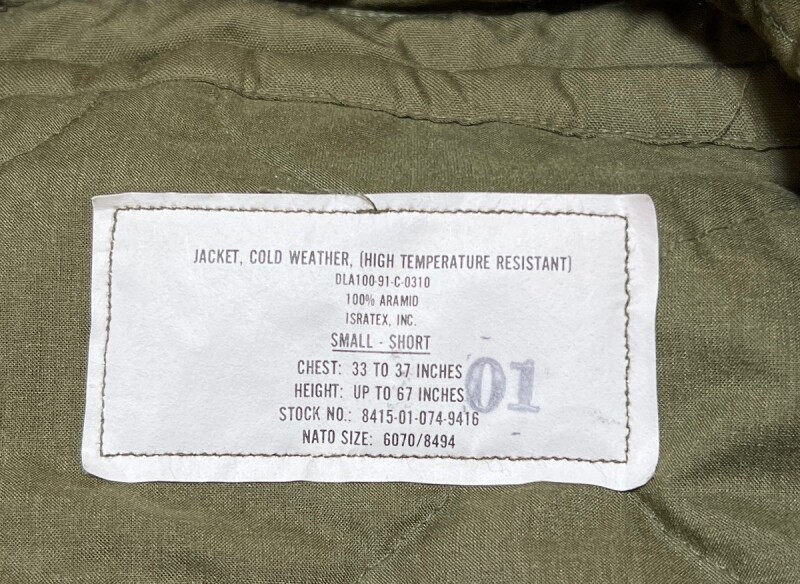 JACKET, COLD WEATHER, (HIGH TEMPERATURE RESISTANT)
DLA100-91-C-0310
100% ARAMID
ISRATEX, INC.
SMALL - SHORT
CHEST: 33 TO 37 INCHES
HEIGHT: UP TO 67 INCHES
01
STOCK NO.: 8415-01-074-9416
NATO SIZE: 6070/8494